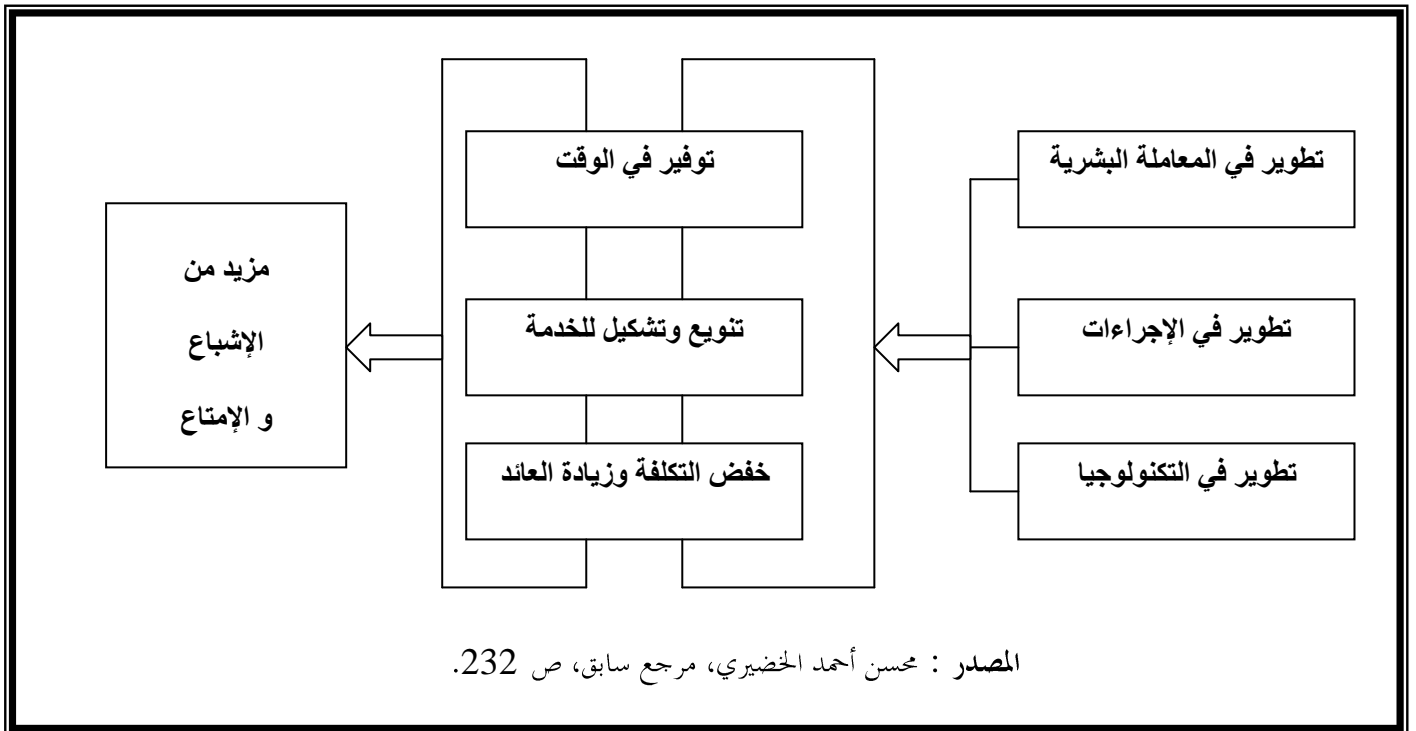 تطوير في المعاملة البشرية
تطوير في الإجراءات
تطوير في التكنولوجيا
توفير في الوقت
تنويع وتشكيل للخدمة
خفض التكلفة وزيادة العائد
مزيد من
الإشباع
و الإمتاع
المصدر : محسن أحمد الخضيري، مرجع سابق، ص 232.